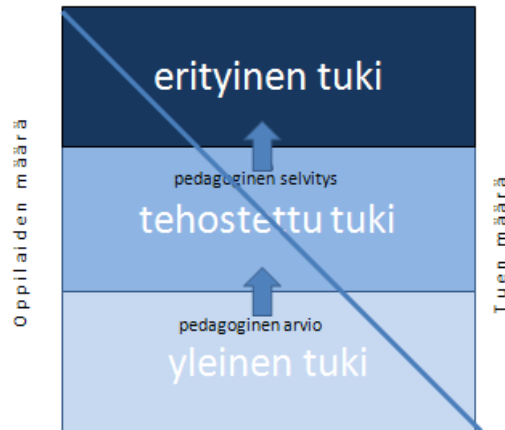 erityinen tuki
Oppilaiden määrä
pedagoginen selvitys
tehostettu tuki
Tuen määrä
pedagoginen arvio
yleinen tuki